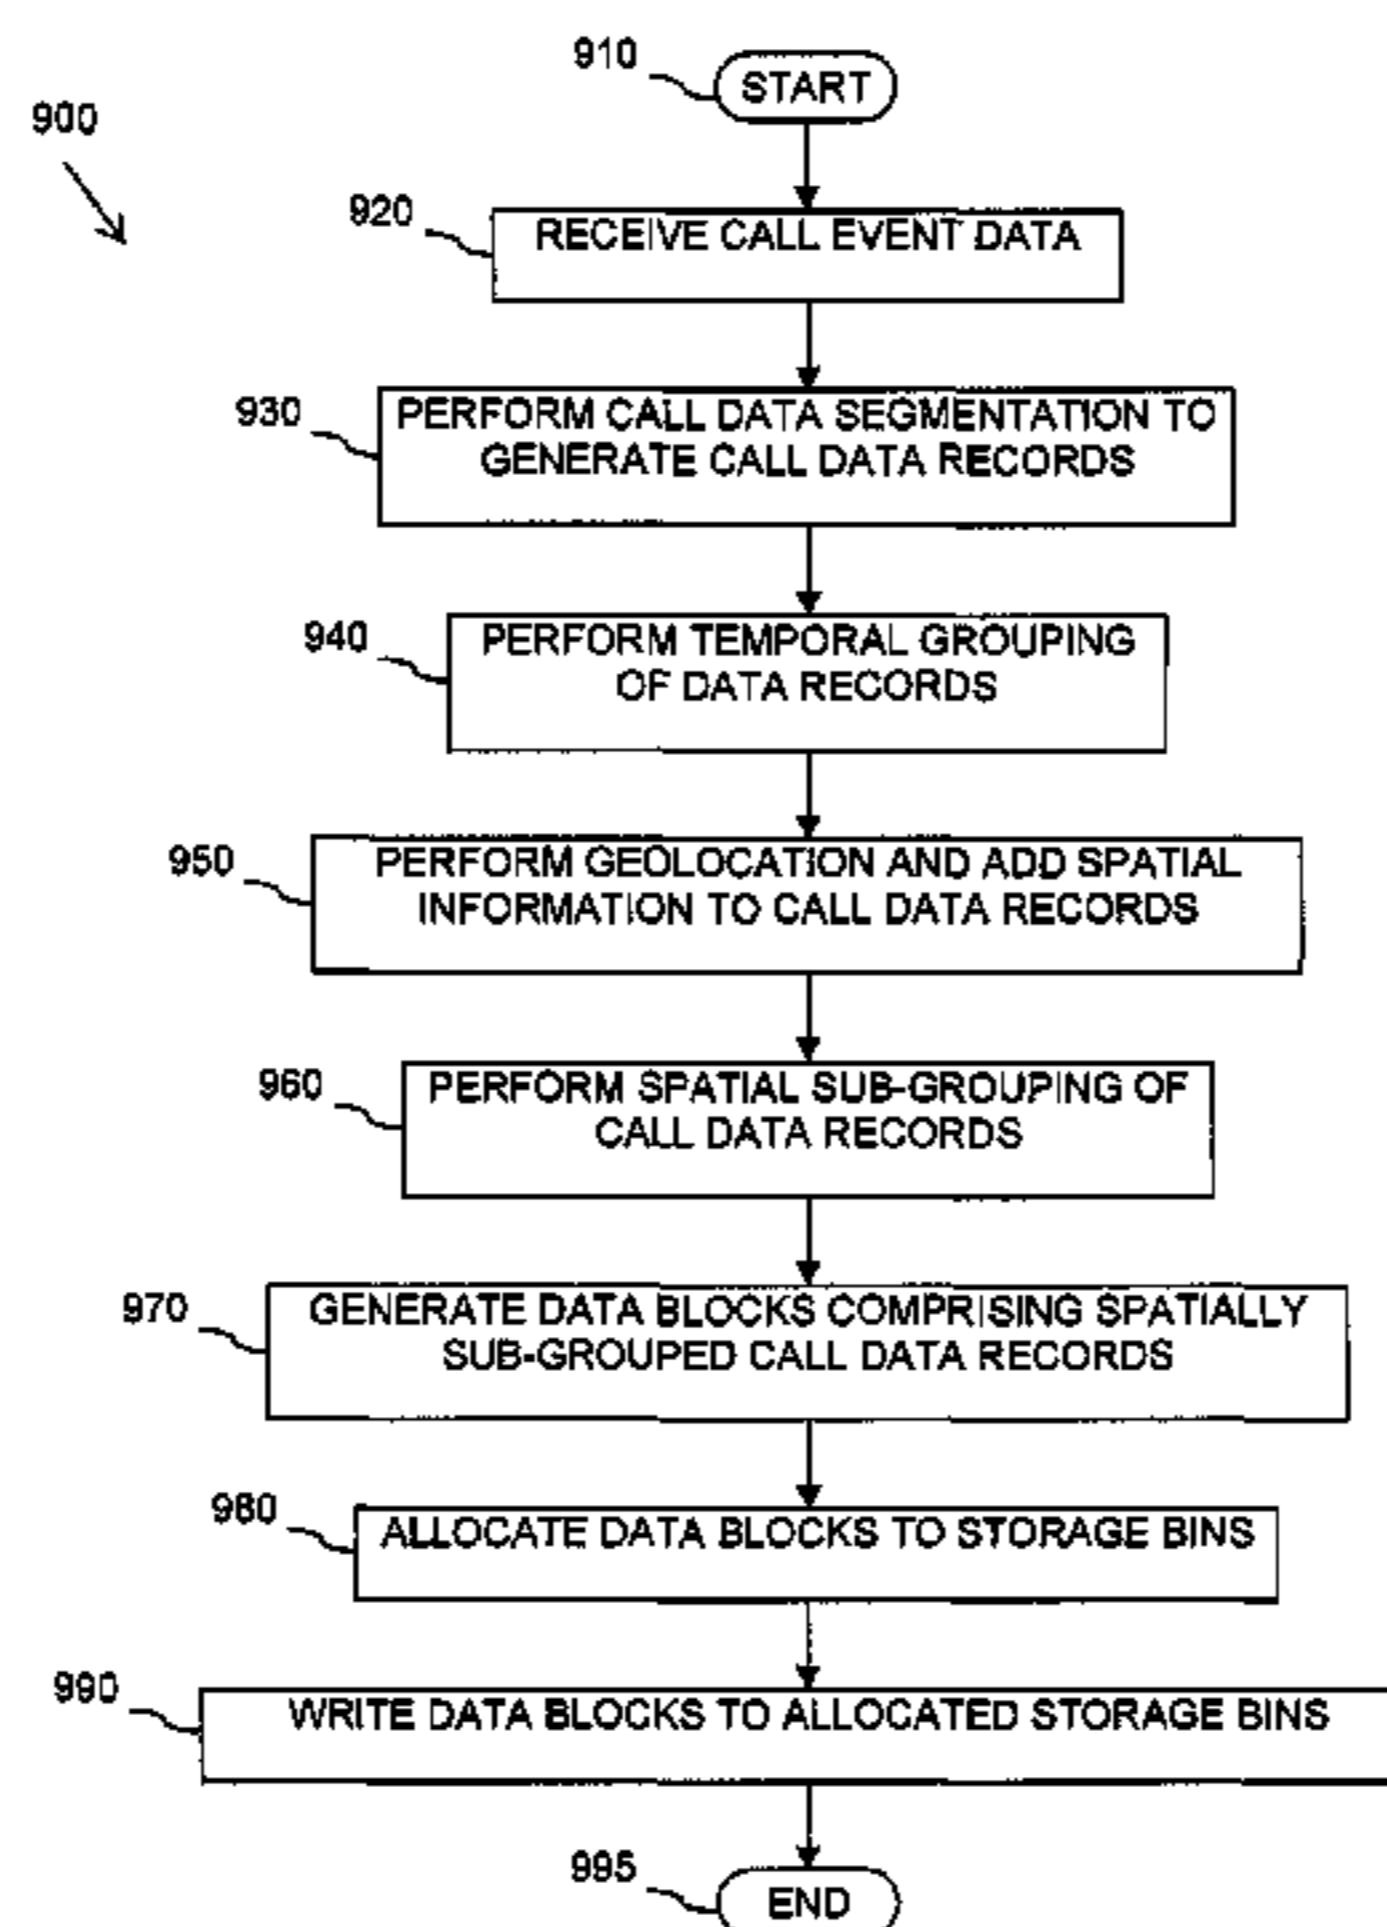 910
START
900
920
RECEIVE CALL EVENT DATA
930
PERFORM CALL DATA SEGMENTATION TO
GENERATE CALL DATA RECORDS
940
PERFORM TEMPORAL GROUPING
OF DATA RECORDS
950
PERFORM GEOLOCATION AND ADD SPATIAL
INFORMATION TO CALL DATA RECORDS
960
PERFORM SPATIAL SUB-GROUPING OF
CALL DATA RECORDS
970
GENERATE DATA BLOCKS COMPRISING SPATIALLY
SUB-GROUPED CALL DATA RECORDS
980
ALLOCATE DATA BLOCKS TO STORAGE BINS
990
WRITE DATA BLOCKS TO ALLOCATED STORAGE BINS
995
END